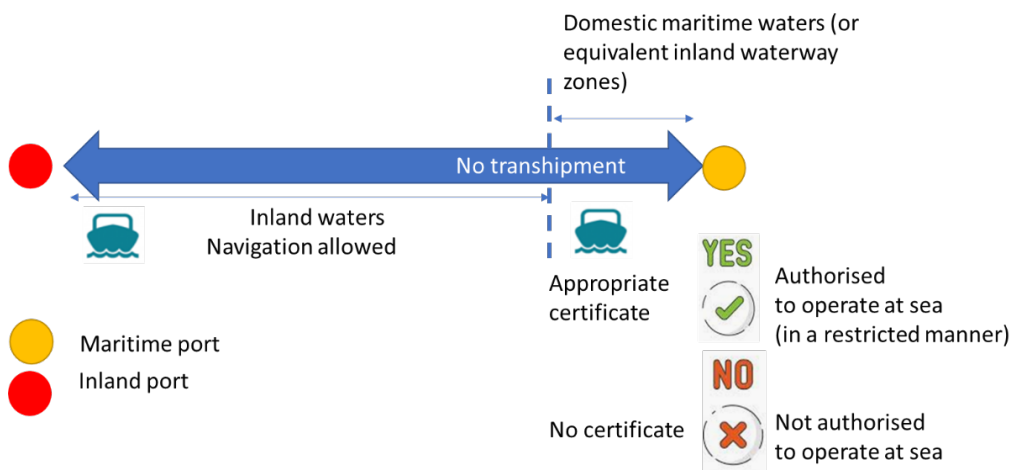 Domestic maritime waters (or
equivalent inland waterway
zones)
No transhipment
Inland waters
Navigation allowed
Appropriate
certificate
YES
Authorised
to operate at sea
(in a restricted manner)
Maritime port
Inland port
NO
No certificate
Not authorised
to operate at sea